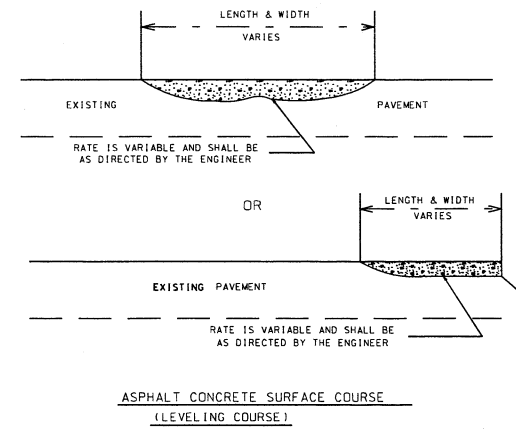 LENGTH & WIDTH
VARIES
EXISTING PAVEMENT
RATE IS VARIABLE AND SHALL BE
AS DIRECTED BY THE ENGINEER
OR
LENGTH & WIDTH
VARIES
EXISTING PAVEMENT
RATE IS VARIABLE AND SHALL BE
AS DIRECTED BY THE ENGINEER
ASPHALT CONCRETE SURFACE COURSE
(LEVELING COURSE)